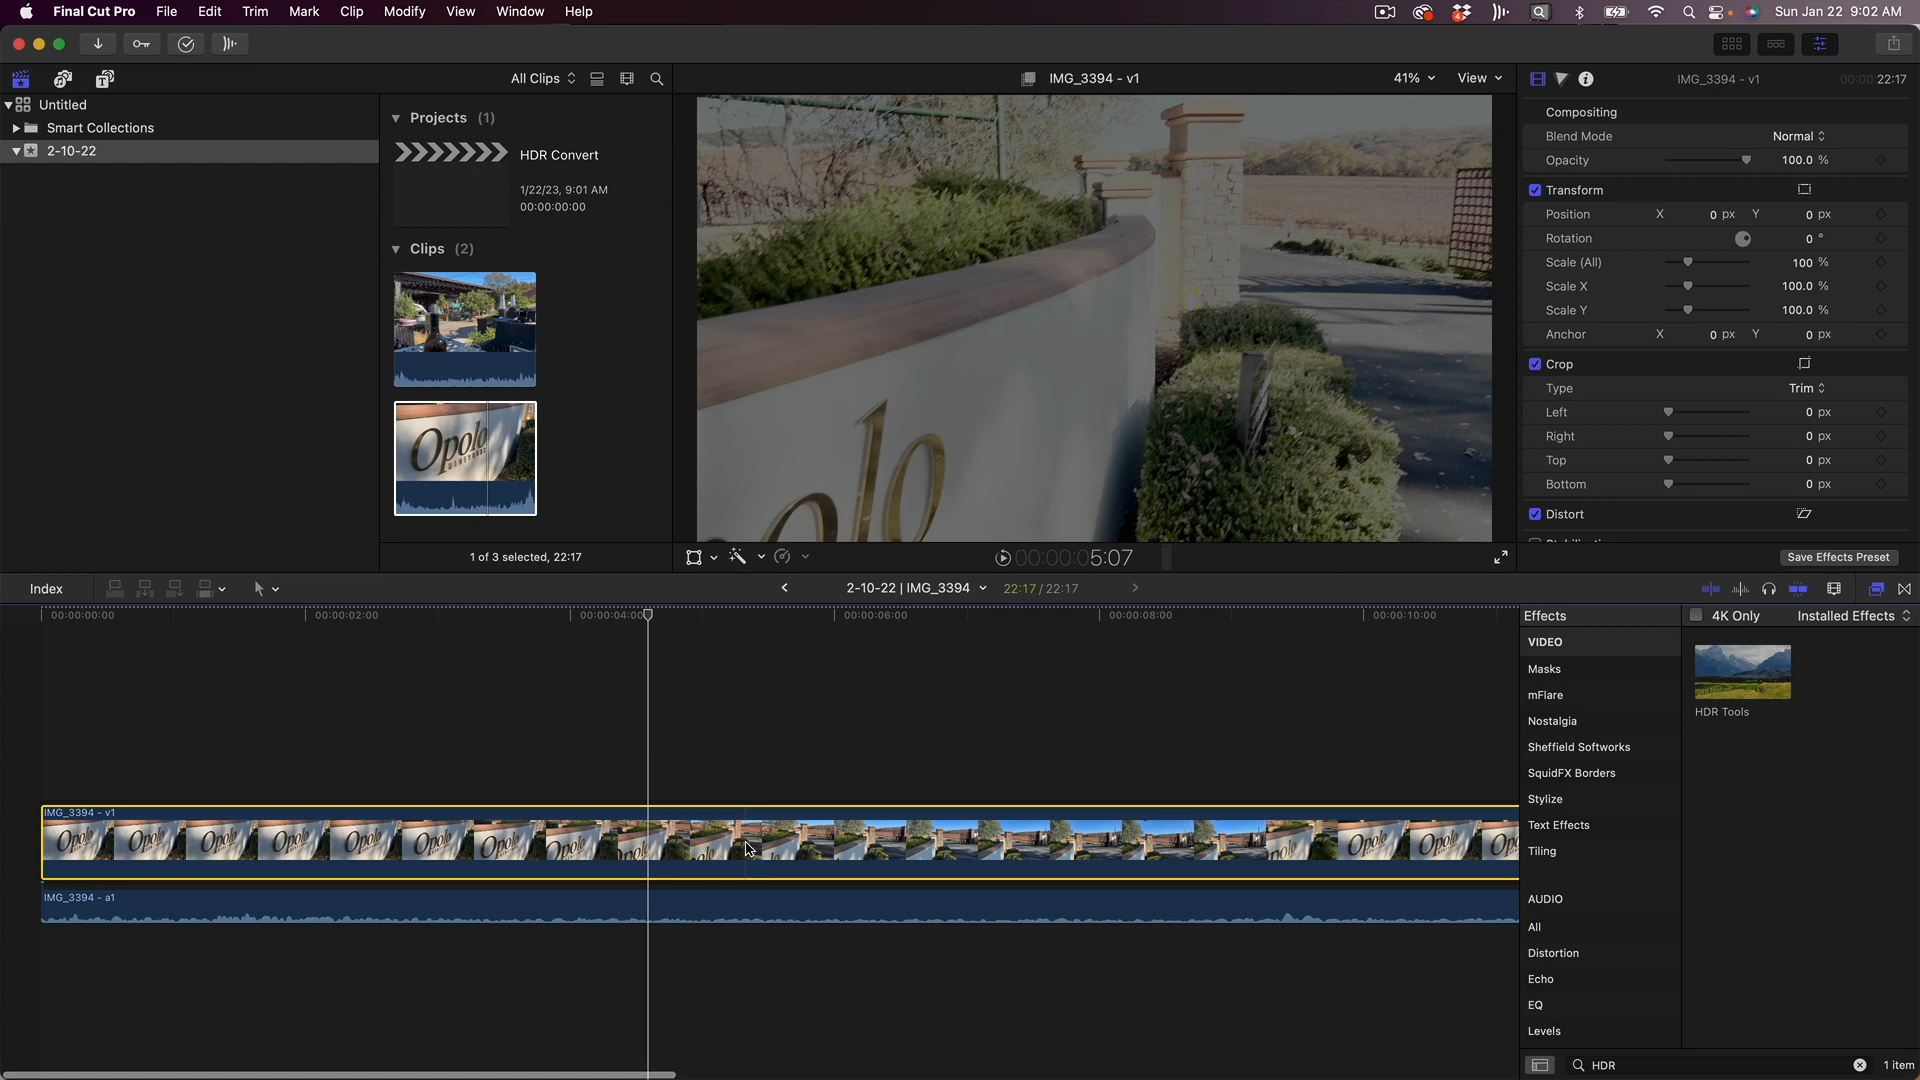 Final Cut Pro File Edit Trim Mark Clip Modify View Window Help
4
Sun Jan 22 9:02 AM
All Clips
IMG_3394 - v1
41%
View
IMG_3394 - v1
00:00:00:22:17
Untitled
Smart Collections
2-10-22
Projects (1)
HDR Convert
1/22/23, 9:01 AM
00:00:00:00
Clips (2)
Opolo
1 of 3 selected, 22:17
00:00:00:05:07
Compositing
Blend Mode Normal
Opacity 100.0 %
Transform
Position X 0 px Y 0 px
Rotation 0 °
Scale (All) 100 %
Scale X 100.0 %
Scale Y 100.0 %
Anchor X 0 px Y 0 px
Crop
Type Trim
Left 0 px
Right 0 px
Top 0 px
Bottom 0 px
Distort
Save Effects Preset
Index
2-10-22 | IMG_3394
22:17 / 22:17
00:00:00:00
00:00:02:00
00:00:04:00
00:00:06:00
00:00:08:00
00:00:10:00
IMG_3394 - v1
IMG_3394 - a1
Effects
4K Only
Installed Effects
VIDEO
Masks
mFlare
Nostalgia
Sheffield Softworks
SquidFX Borders
Stylize
Text Effects
Tiling
AUDIO
All
Distortion
Echo
EQ
Levels
HDR Tools
HDR
1 item